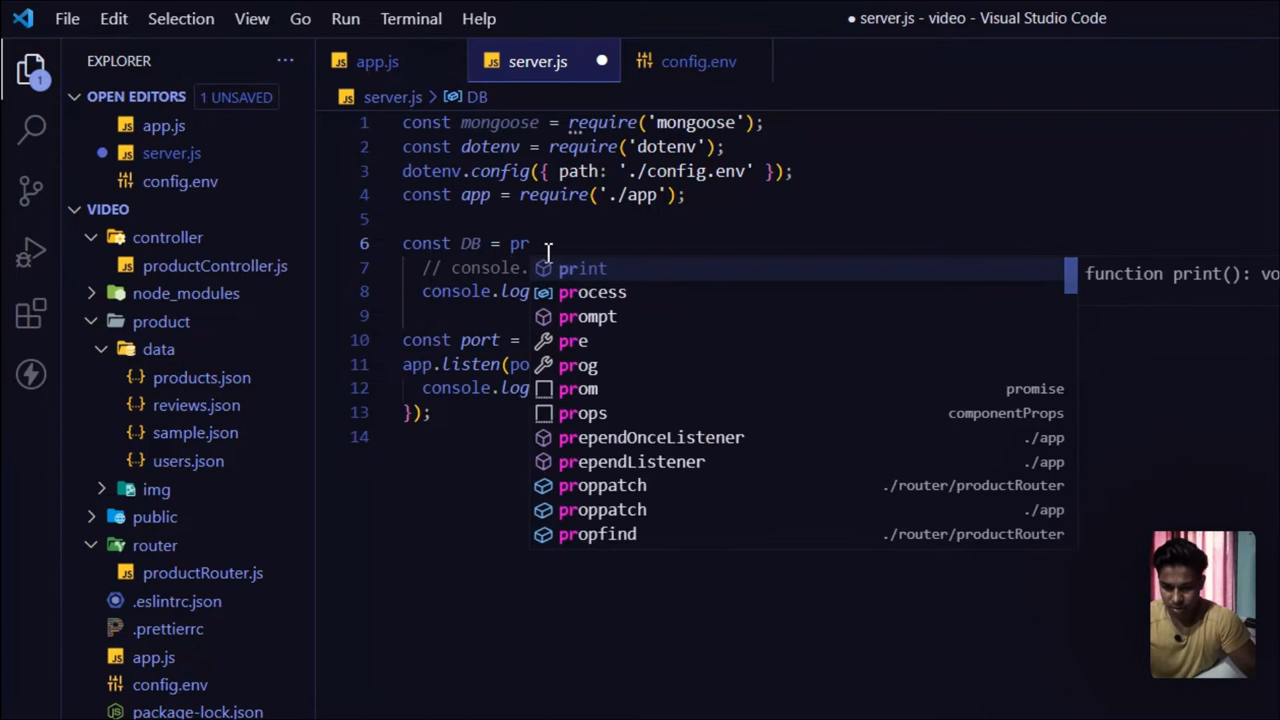 File Edit Selection View Go Run Terminal Help
● server.js - video - Visual Studio Code
EXPLORER ...
1
OPEN EDITORS 1 UNSAVED
app.js
server.js
config.env
VIDEO
controller
productController.js
node_modules
product
data
products.json
reviews.json
sample.json
users.json
img
public
router
productRouter.js
.eslintrc.json
.prettierrc
app.js
config.env
package-lock.json
app.js server.js ● config.env
server.js > DB
1 const mongoose = require('mongoose');
2 const dotenv = require('dotenv');
3 dotenv.config({ path: './config.env' });
4 const app = require('./app');
5
6 const DB = pr
7 // console.
8 console.log
9
10 const port =
11 app.listen(po
12 console.log
13 });
14
print function print(): vo
process
prompt
pre
prog
prom promise
props componentProps
prependOnceListener ./app
prependListener ./app
proppatch ./router/productRouter
proppatch ./app
propfind ./router/productRouter